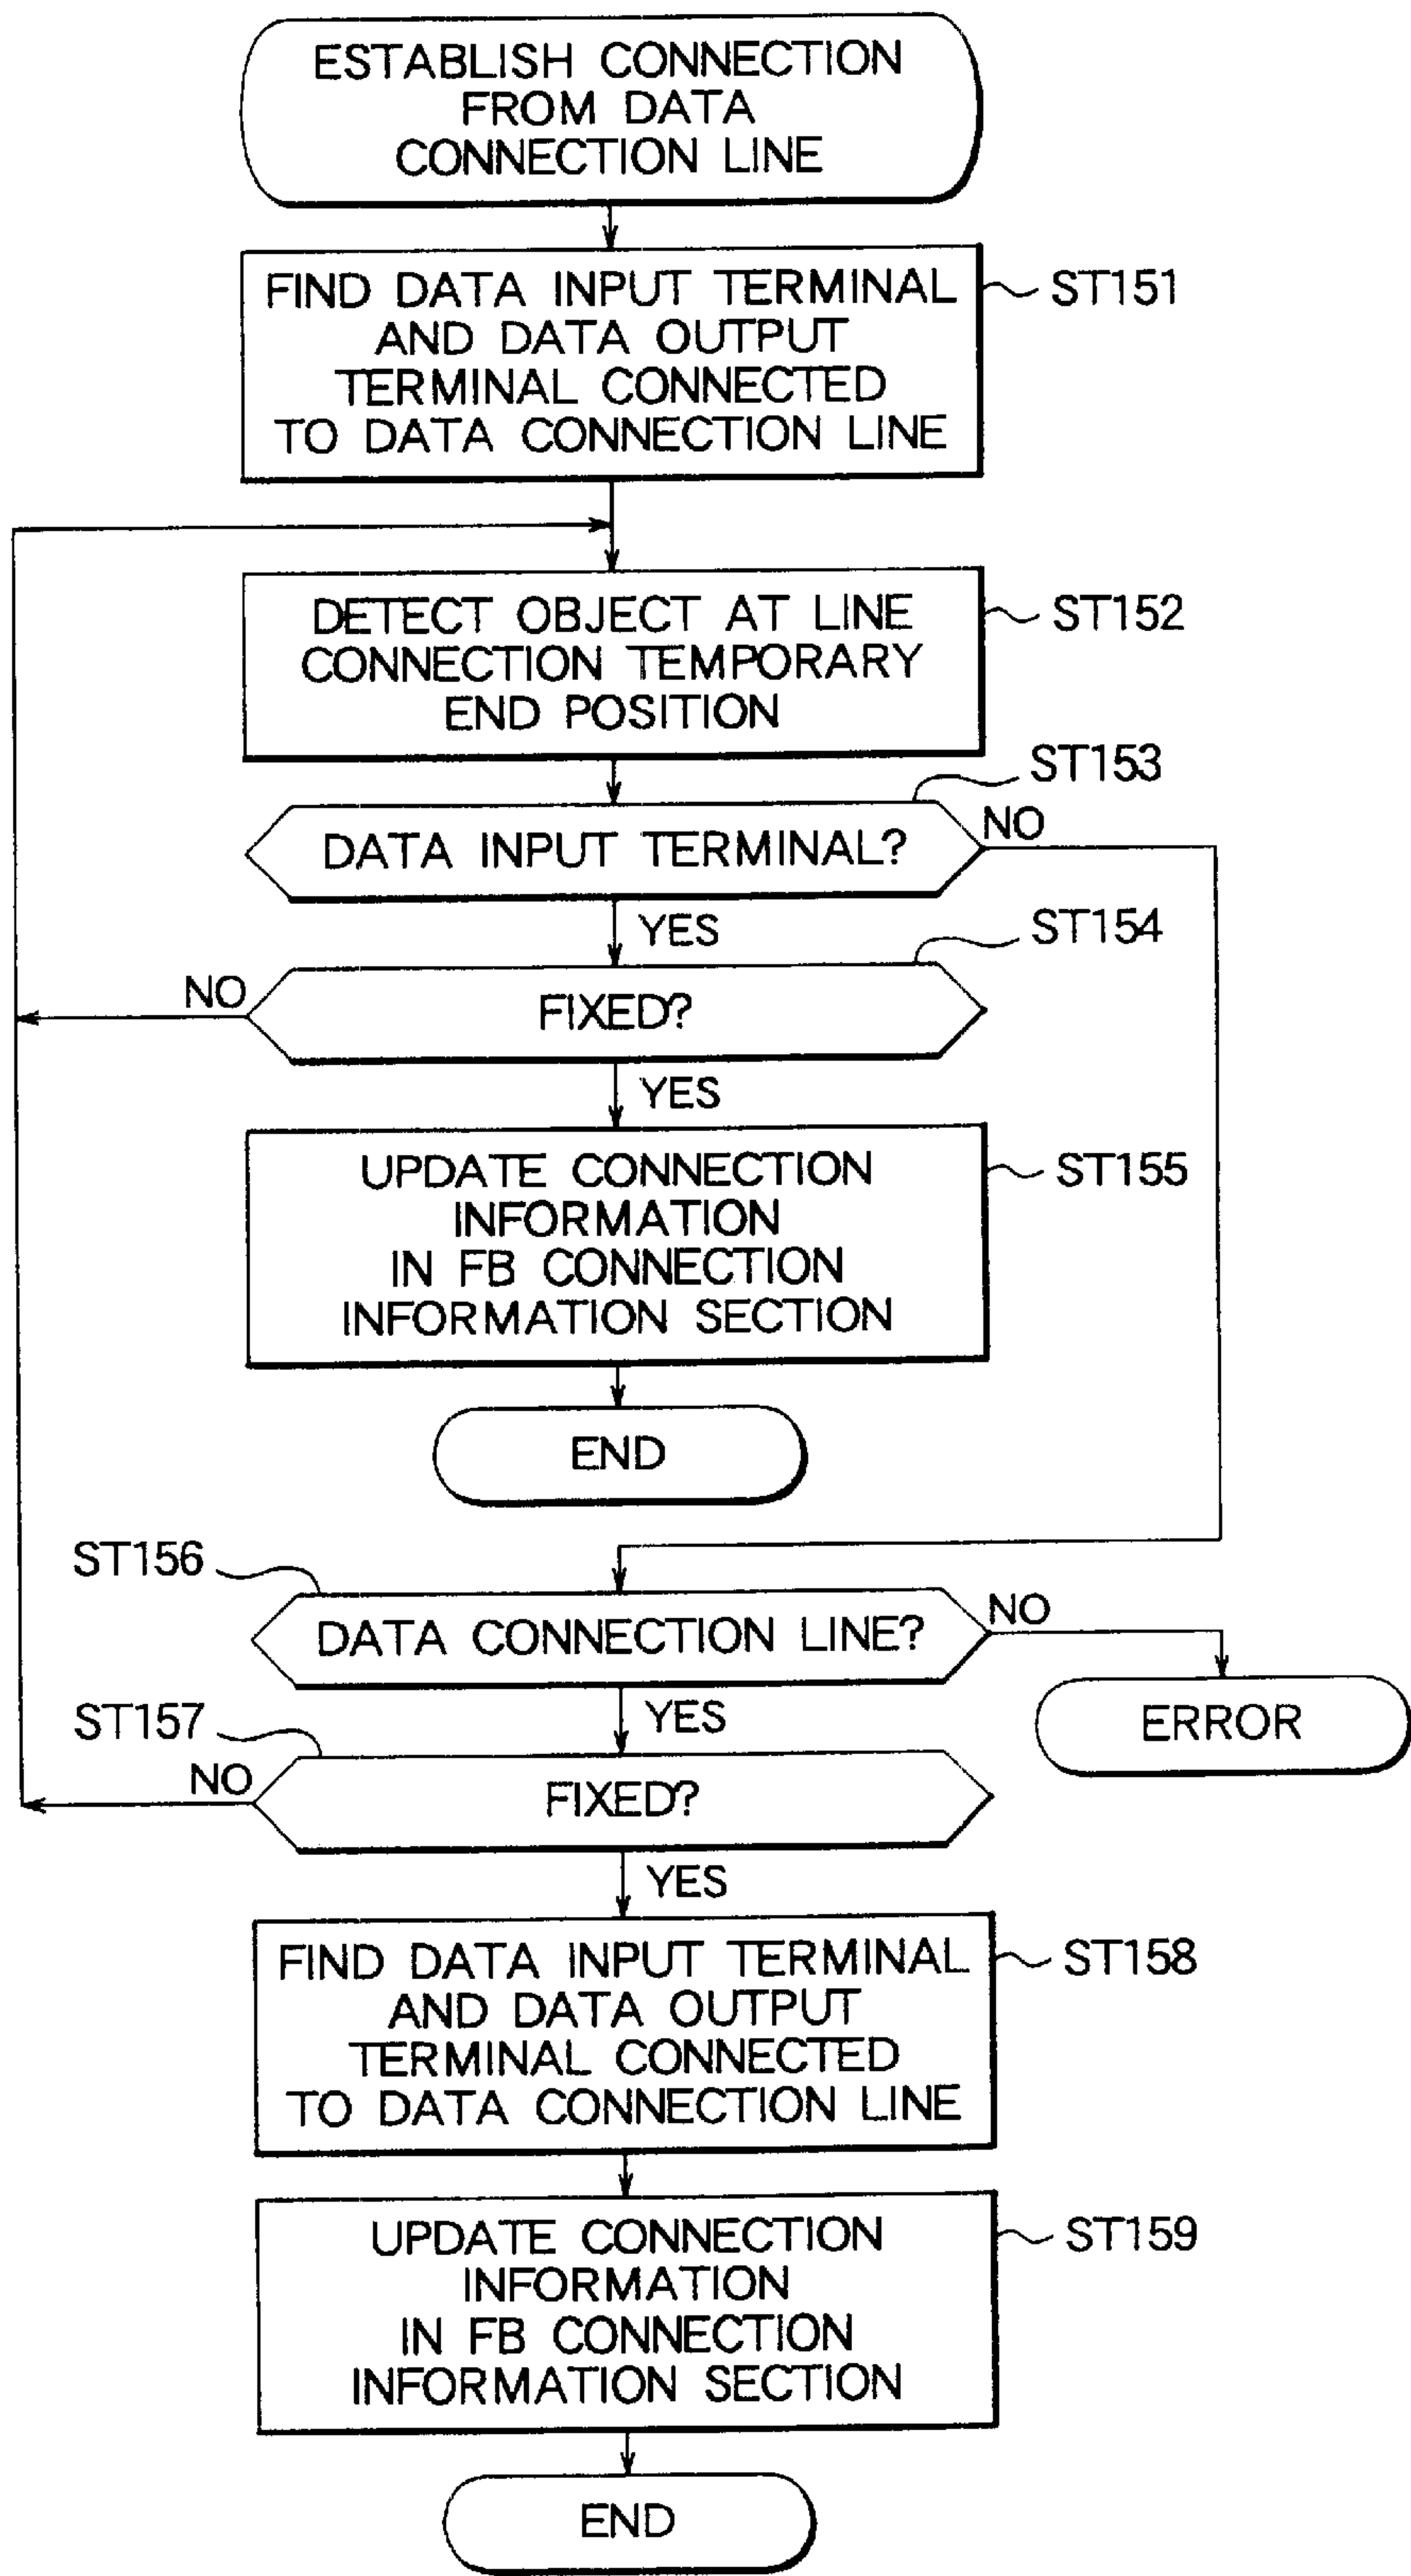 ESTABLISH CONNECTION
FROM DATA
CONNECTION LINE
FIND DATA INPUT TERMINAL
AND DATA OUTPUT
TERMINAL CONNECTED
TO DATA CONNECTION LINE
ST151
DETECT OBJECT AT LINE
CONNECTION TEMPORARY
END POSITION
ST152
ST153
DATA INPUT TERMINAL?
NO
YES
ST154
NO
FIXED?
YES
UPDATE CONNECTION
INFORMATION
IN FB CONNECTION
INFORMATION SECTION
ST155
END
ST156
DATA CONNECTION LINE?
NO
YES
ERROR
ST157
NO
FIXED?
YES
FIND DATA INPUT TERMINAL
AND DATA OUTPUT
TERMINAL CONNECTED
TO DATA CONNECTION LINE
ST158
UPDATE CONNECTION
INFORMATION
IN FB CONNECTION
INFORMATION SECTION
ST159
END